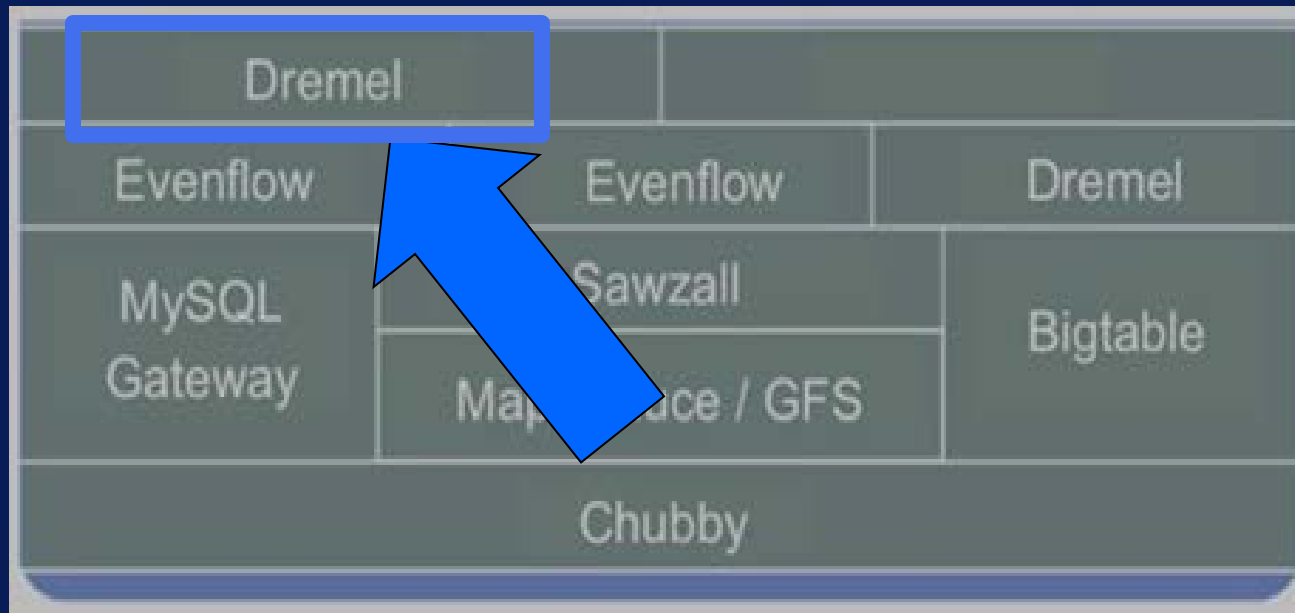 Dremel
Evenflow Evenflow Dremel
MySQL
Gateway
Sawzall
/ GFS
Bigtable
Chubby